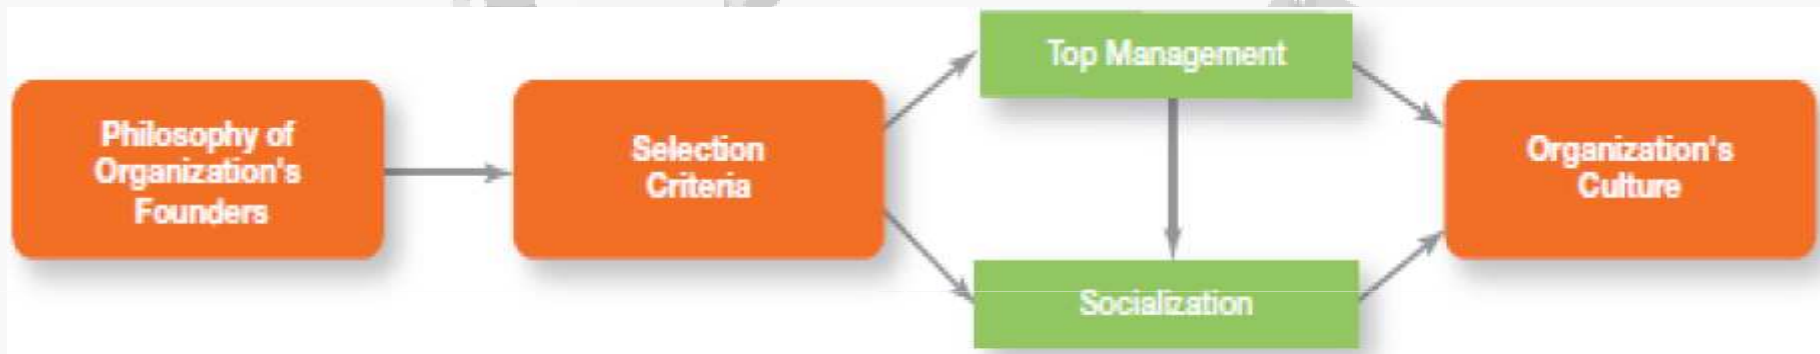 Philosophy of
Organization's
Founders
Selection
Criteria
Top Management
Socialization
Organization's
Culture